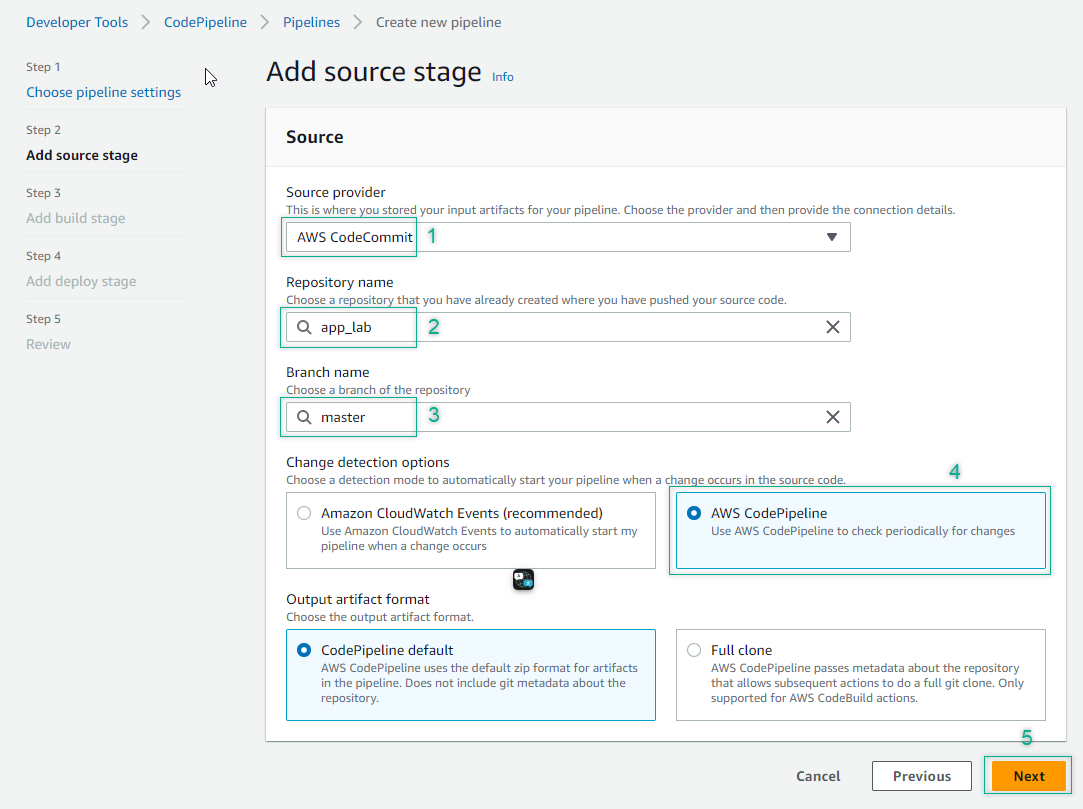 Developer Tools > CodePipeline > Pipelines > Create new pipeline
Step 1
Choose pipeline settings
Step 2
Add source stage
Step 3
Add build stage
Step 4
Add deploy stage
Step 5
Review
Add source stage Info
Source
Source provider
This is where you stored your input artifacts for your pipeline. Choose the provider and then provide the connection details.
AWS CodeCommit 1
Repository name
Choose a repository that you have already created where you have pushed your source code.
app_lab 2
Branch name
Choose a branch of the repository
master 3
Change detection options
Choose a detection mode to automatically start your pipeline when a change occurs in the source code.
4
Amazon CloudWatch Events (recommended)
Use Amazon CloudWatch Events to automatically start my
pipeline when a change occurs
AWS CodePipeline
Use AWS CodePipeline to check periodically for changes
Output artifact format
Choose the output artifact format.
CodePipeline default
AWS CodePipeline uses the default zip format for artifacts
in the pipeline. Does not include git metadata about the
repository.
Full clone
AWS CodePipeline passes metadata about the repository
that allows subsequent actions to do a full git clone. Only
supported for AWS CodeBuild actions.
5
Cancel
Previous
Next